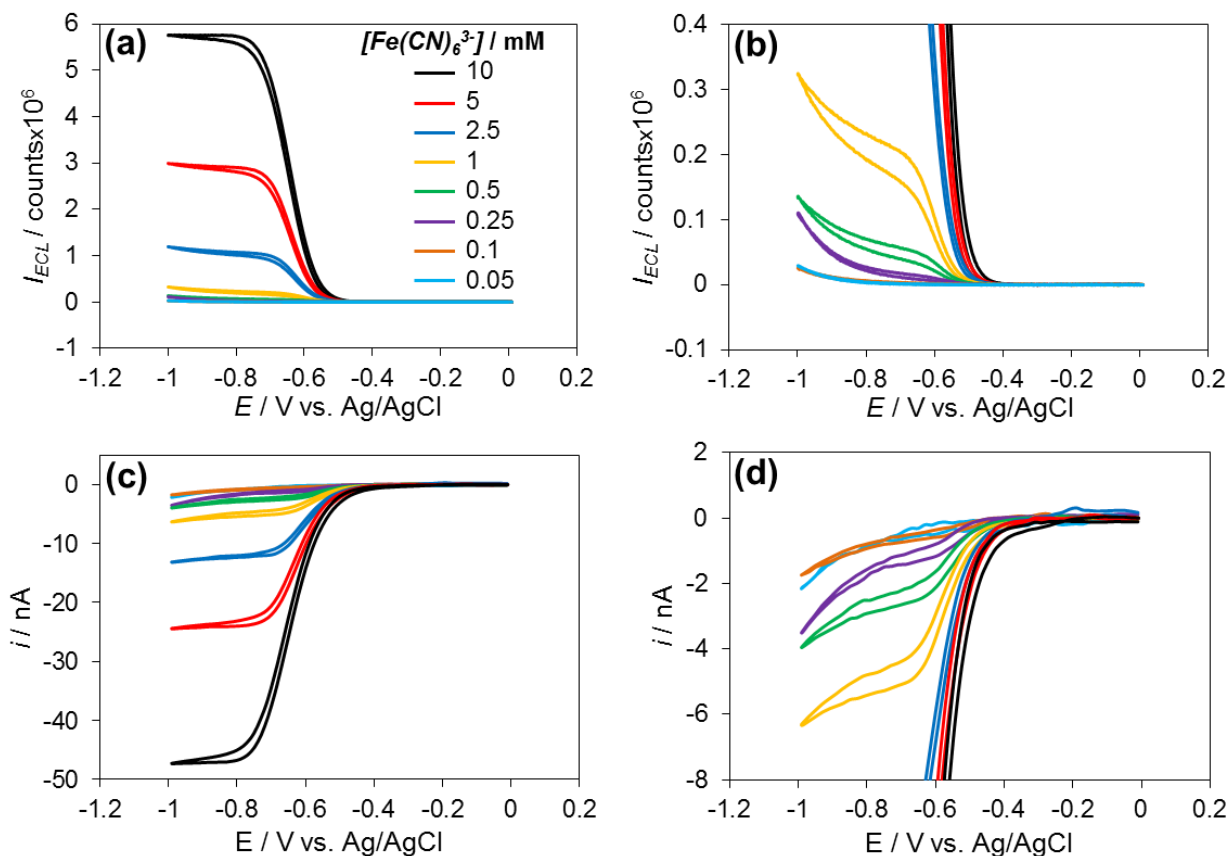 (a)
[Fe(CN)₆³⁻] / mM
10
5
2.5
1
0.5
0.25
0.1
0.05
6
5
4
3
2
1
0
-1
I_ECL / counts×10⁶
-1.2 -1 -0.8 -0.6 -0.4 -0.2 0 0.2
E / V vs. Ag/AgCl
(b)
0.4
0.3
0.2
0.1
0
-0.1
I_ECL / counts×10⁶
-1.2 -1 -0.8 -0.6 -0.4 -0.2 0 0.2
E / V vs. Ag/AgCl
(c)
0
-10
-20
-30
-40
-50
i / nA
-1.2 -1 -0.8 -0.6 -0.4 -0.2 0 0.2
E / V vs. Ag/AgCl
(d)
2
0
-2
-4
-6
-8
i / nA
-1.2 -1 -0.8 -0.6 -0.4 -0.2 0 0.2
E / V vs. Ag/AgCl